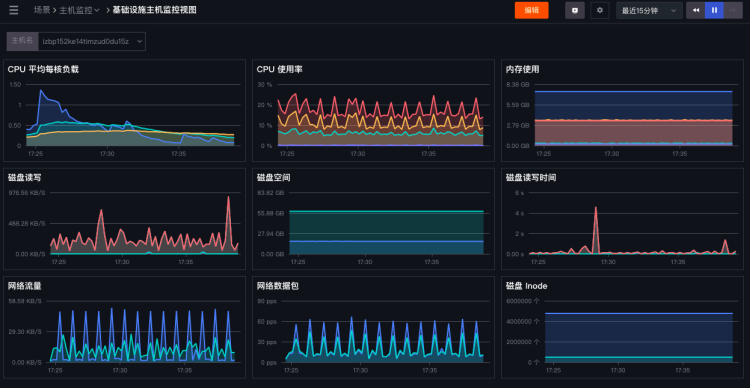 场景 > 主机监控 > 基础设施主机监控视图
编辑
最近15分钟
主机名 izbp152ke14timzud0du15z
CPU 平均每核负载
1.50
1.00
0.50
0
17:25 17:30 17:35
CPU 使用率
30 %
20 %
10 %
0 %
17:25 17:30 17:35
内存使用
8.38 GB
5.59 GB
2.79 GB
0.00 GB
17:25 17:30 17:35
磁盘读写
976.56 KB/S
488.28 KB/S
0.00 KB/S
17:25 17:30 17:35
磁盘空间
83.82 GB
55.88 GB
27.94 GB
0.00 GB
17:25 17:30 17:35
磁盘读写时间
6 s
4 s
2 s
0 s
17:25 17:30 17:35
网络流量
58.59 KB/S
29.30 KB/S
0.00 KB/S
17:25 17:30 17:35
网络数据包
90 pps
60 pps
30 pps
0 pps
17:25 17:30 17:35
磁盘 Inode
6000000 个
4000000 个
2000000 个
0 个
17:25 17:30 17:35